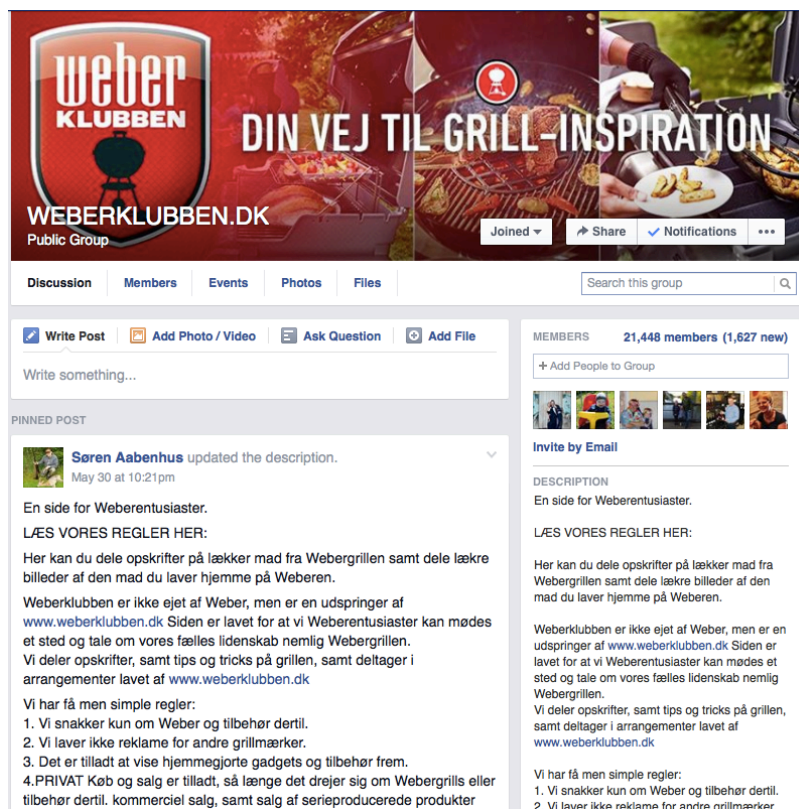 weber
KLUBBEN
DIN VEJ TIL GRILL-INSPIRATION
WEBERKLUBBEN.DK
Public Group
Joined
Share
Notifications
Discussion
Members
Events
Photos
Files
Search this group
Write Post
Add Photo / Video
Ask Question
Add File
Write something...
PINNED POST
Søren Aabenhus updated the description.
May 30 at 10:21pm
En side for Weberentusiaster.
LÆS VORES REGLER HER:
Her kan du dele opskrifter på lækker mad fra Webergrillen samt dele lækre
billeder af den mad du laver hjemme på Weberen.
Weberklubben er ikke ejet af Weber, men er en udspringer af
www.weberklubben.dk Siden er lavet for at vi Weberentusiaster kan mødes
et sted og tale om vores fælles lidenskab nemlig Webergrillen.
Vi deler opskrifter, samt tips og tricks på grillen, samt deltager i
arrangementer lavet af www.weberklubben.dk
Vi har få men simple regler:
1. Vi snakker kun om Weber og tilbehør dertil.
2. Vi laver ikke reklame for andre grillmærker.
3. Det er tilladt at vise hjemmegjorte gadgets og tilbehør frem.
4.PRIVAT Køb og salg er tilladt, så længe det drejer sig om Webergrills eller
tilbehør dertil. kommerciel salg, samt salg af serieproducerede produkter
MEMBERS
21,448 members (1,627 new)
+ Add People to Group
Invite by Email
DESCRIPTION
En side for Weberentusiaster.
LÆS VORES REGLER HER:
Her kan du dele opskrifter på lækker mad fra
Webergrillen samt dele lækre billeder af den
mad du laver hjemme på Weberen.
Weberklubben er ikke ejet af Weber, men er en
udspringer af www.weberklubben.dk Siden er
lavet for at vi Weberentusiaster kan mødes et
sted og tale om vores fælles lidenskab nemlig
Webergrillen.
Vi deler opskrifter, samt tips og tricks på grillen,
samt deltager i arrangementer lavet af
www.weberklubben.dk
Vi har få men simple regler:
1. Vi snakker kun om Weber og tilbehør dertil.
2. Vi laver ikke reklame for andre grillmærker